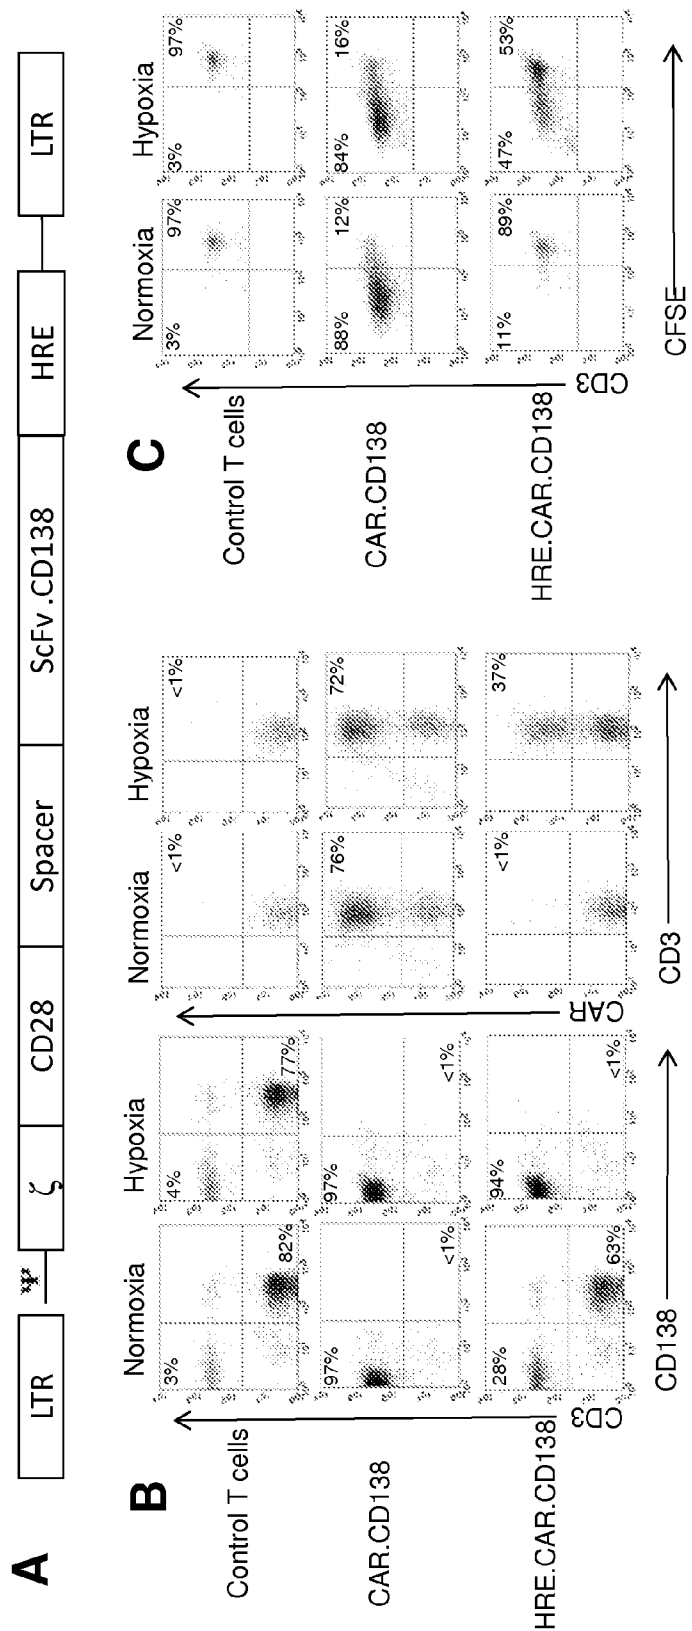 A
LTR
ζ
CD28
Spacer
ScFv .CD138
HRE
LTR
B
Normoxia
Hypoxia
Normoxia
Hypoxia
Control T cells
3%
82%
4%
77%
<1%
<1%
CAR.CD138
97%
<1%
97%
<1%
76%
72%
HRE.CAR.CD138
28%
63%
94%
<1%
<1%
37%
CD3
CD138
CAR
CD3
C
Normoxia
Hypoxia
Control T cells
3%
97%
3%
97%
CAR.CD138
88%
12%
84%
16%
HRE.CAR.CD138
11%
89%
47%
53%
CD3
CFSE